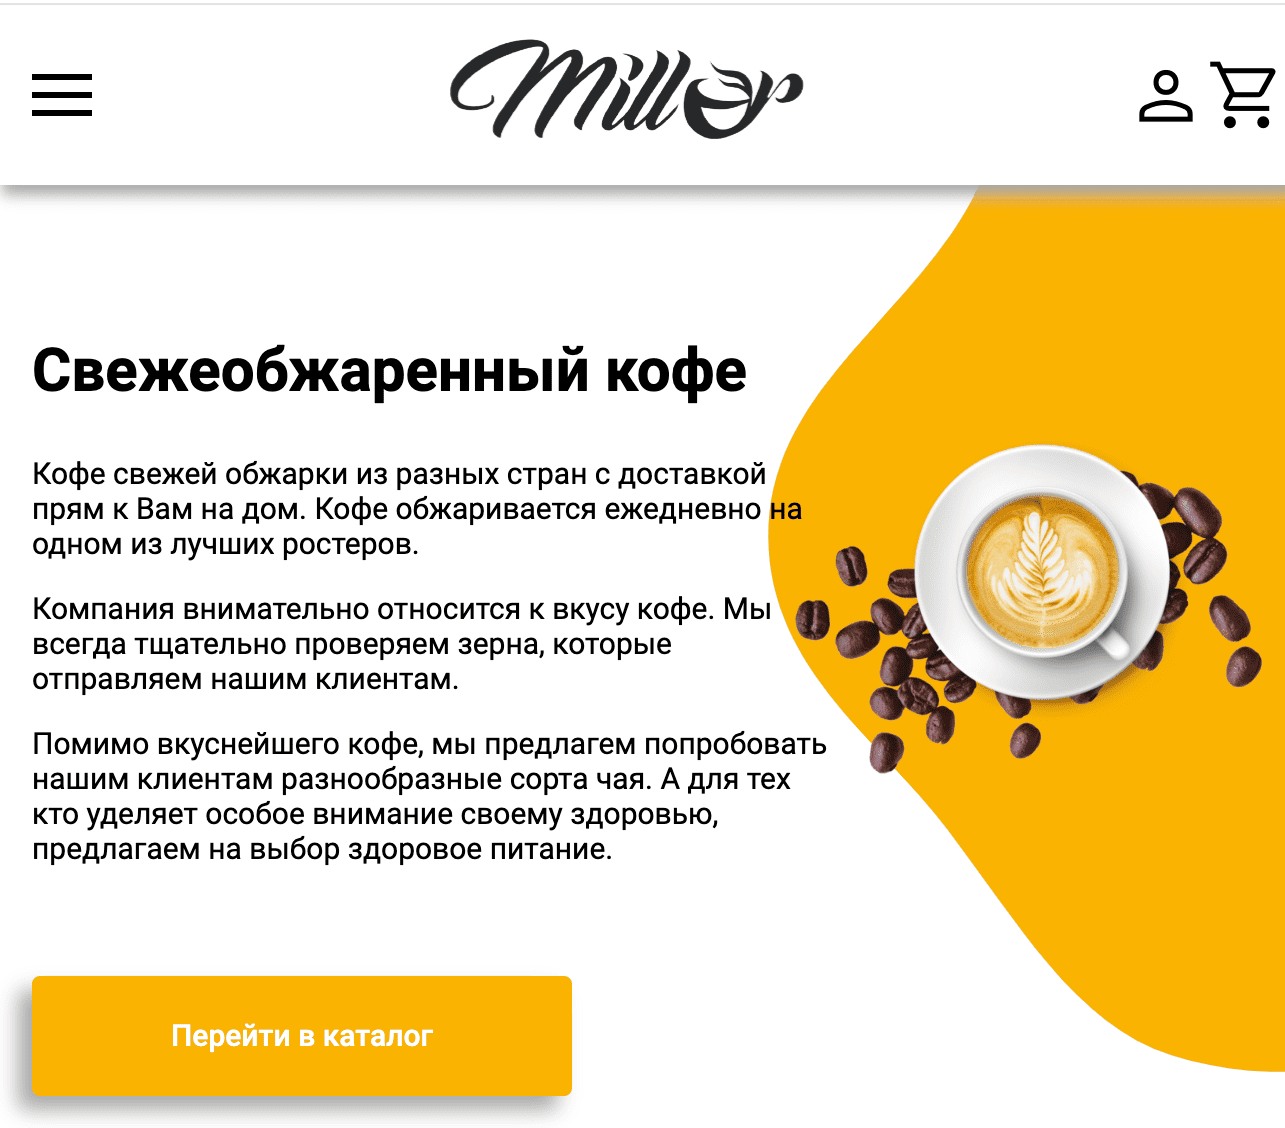 Miller
Свежеобжаренный кофе
Кофе свежей обжарки из разных стран с доставкой
прям к Вам на дом. Кофе обжаривается ежедневно на
одном из лучших ростеров.
Компания внимательно относится к вкусу кофе. Мы
всегда тщательно проверяем зерна, которые
отправляем нашим клиентам.
Помимо вкуснейшего кофе, мы предлагем попробовать
нашим клиентам разнообразные сорта чая. А для тех
кто уделяет особое внимание своему здоровью,
предлагаем на выбор здоровое питание.
Перейти в каталог